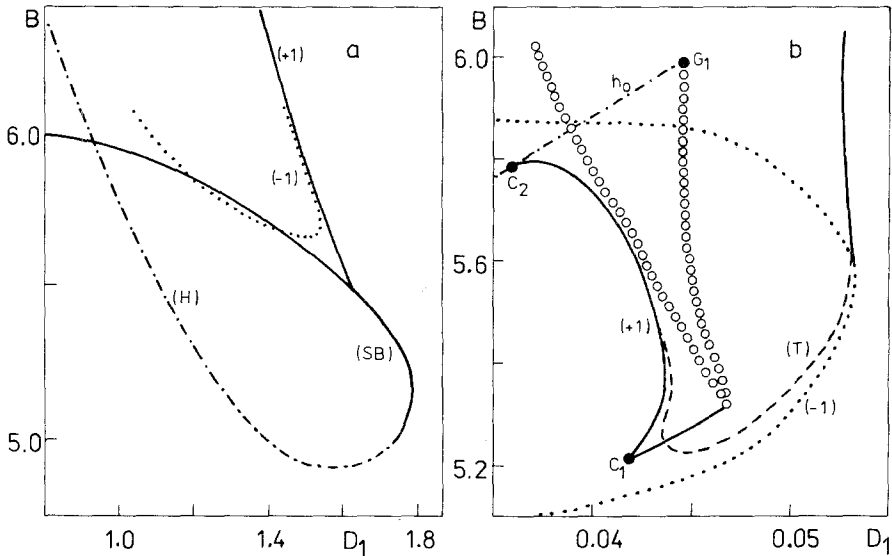 B
a
(+1)
6.0
(-1)
(H)
(SB)
5.0
1.0
1.4
D₁
1.8
B
b
6.0
G₁
h₀
C₂
5.6
(+1)
(T)
(-1)
C₁
5.2
0.04
0.05
D₁